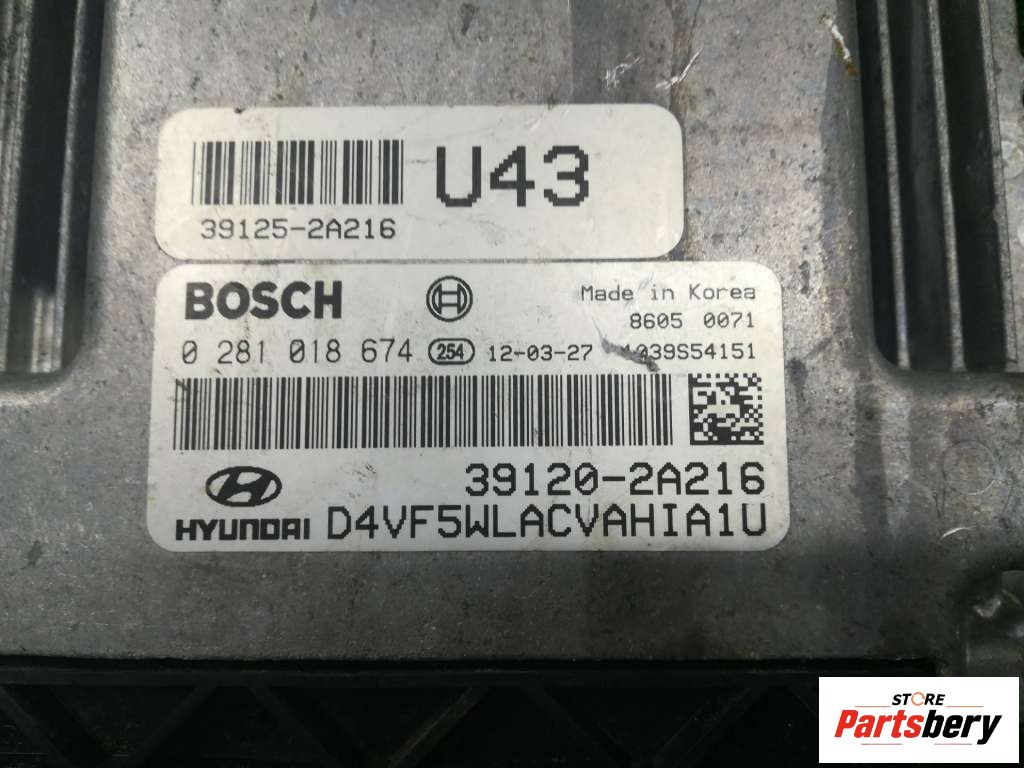 U43
39125-2A216
BOSCH
Made in Korea
8605 0071
0 281 018 674 254 12-03-27 1039S54151
39120-2A216
HYUNDAI D4VF5WLACVAHIA1U
STORE
Partsbery